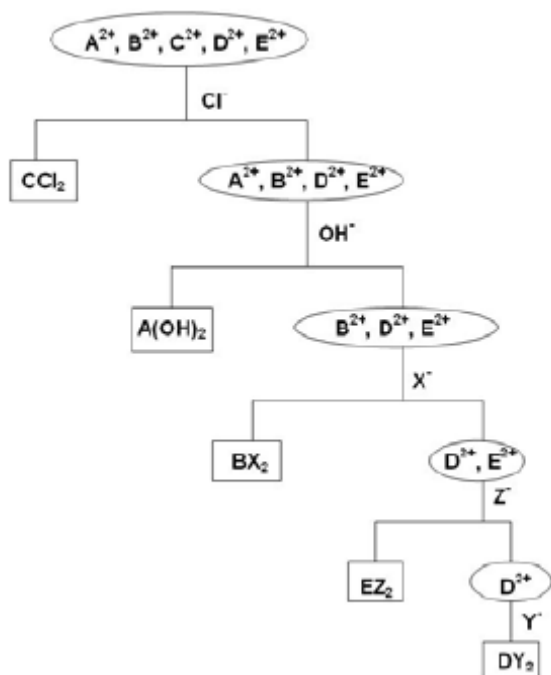 A²⁺, B²⁺, C²⁺, D²⁺, E²⁺
Cl⁻
CCl₂
A²⁺, B²⁺, D²⁺, E²⁺
OH⁻
A(OH)₂
B²⁺, D²⁺, E²⁺
X⁻
BX₂
D²⁺, E²⁺
Z⁻
EZ₂
D²⁺
Y⁻
DY₂